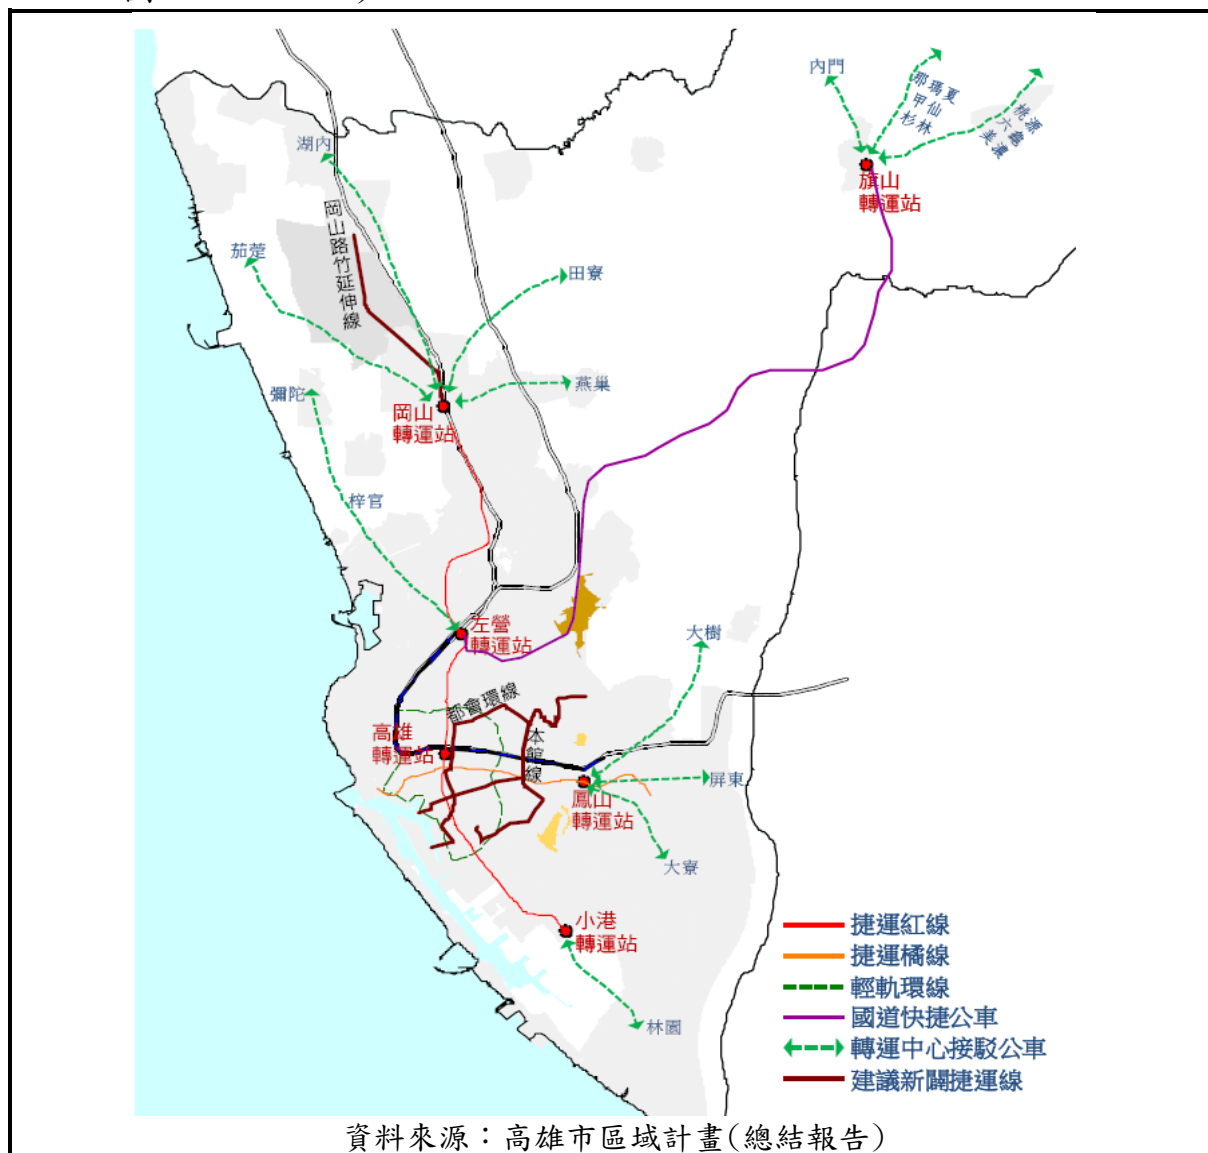 內門
那瑪夏
甲仙
杉林
桃源
六龜
美濃
旗山
轉運站
湖內
岡山路竹延伸線
茄萣
田寮
燕巢
彌陀
岡山
轉運站
梓官
左營
轉運站
大樹
都會環線
高雄
轉運站
本館線
鳳山
轉運站
屏東
大寮
小港
轉運站
林園
捷運紅線
捷運橘線
輕軌環線
國道快捷公車
轉運中心接駁公車
建議新闢捷運線
資料來源：高雄市區域計畫(總結報告)